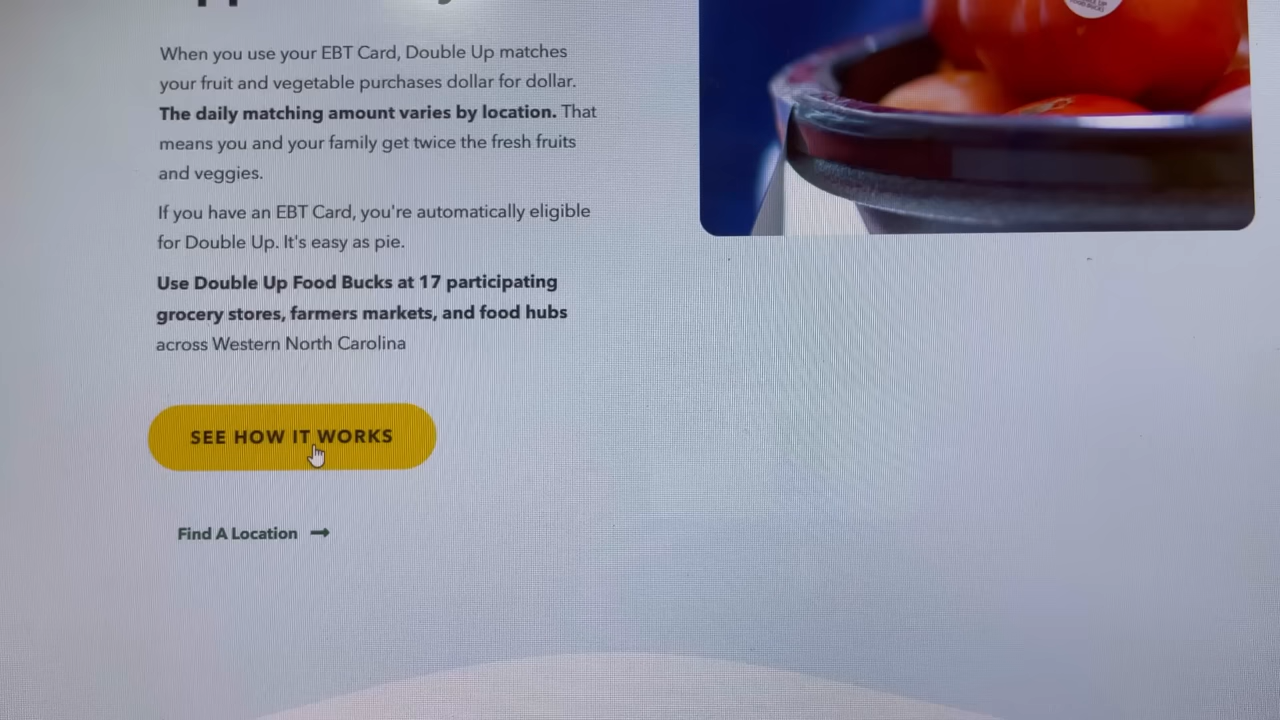 When you use your EBT Card, Double Up matches
your fruit and vegetable purchases dollar for dollar.
The daily matching amount varies by location. That
means you and your family get twice the fresh fruits
and veggies.
If you have an EBT Card, you're automatically eligible
for Double Up. It's easy as pie.
Use Double Up Food Bucks at 17 participating
grocery stores, farmers markets, and food hubs
across Western North Carolina
SEE HOW IT WORKS
Find A Location